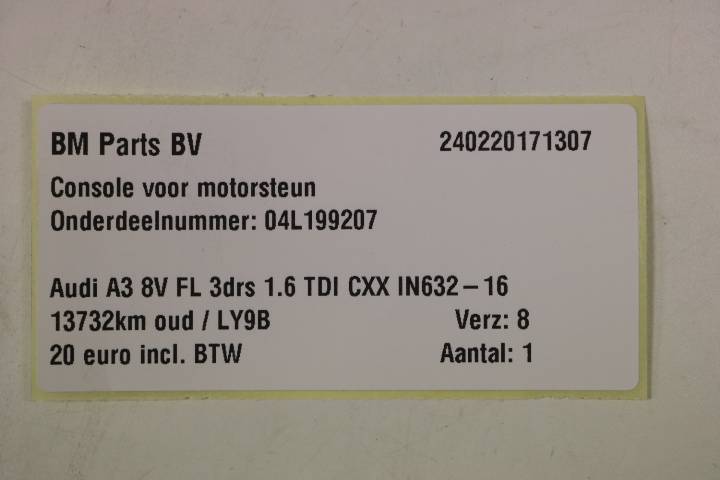 BM Parts BV 240220171307
Console voor motorsteun
Onderdeelnummer: 04L199207
Audi A3 8V FL 3drs 1.6 TDI CXX IN632-16
13732km oud / LY9B Verz: 8
20 euro incl. BTW Aantal: 1